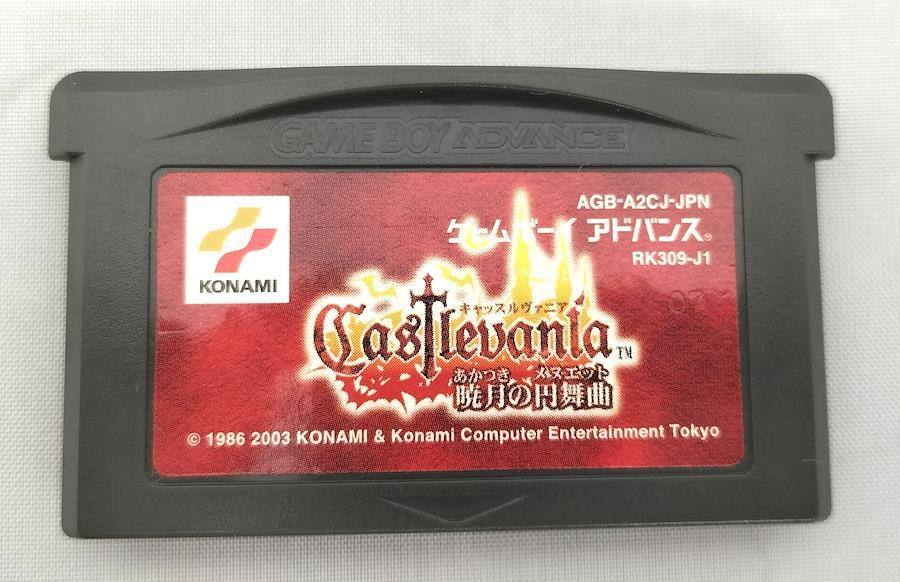 GAME BOY ADVANCE
KONAMI
AGB-A2CJ-JPN
ゲームボーイ アドバンス®
RK309-J1
キャッスルヴァニア
Castlevania™
あかつき メヌエット
暁月の円舞曲
© 1986 2003 KONAMI & Konami Computer Entertainment Tokyo